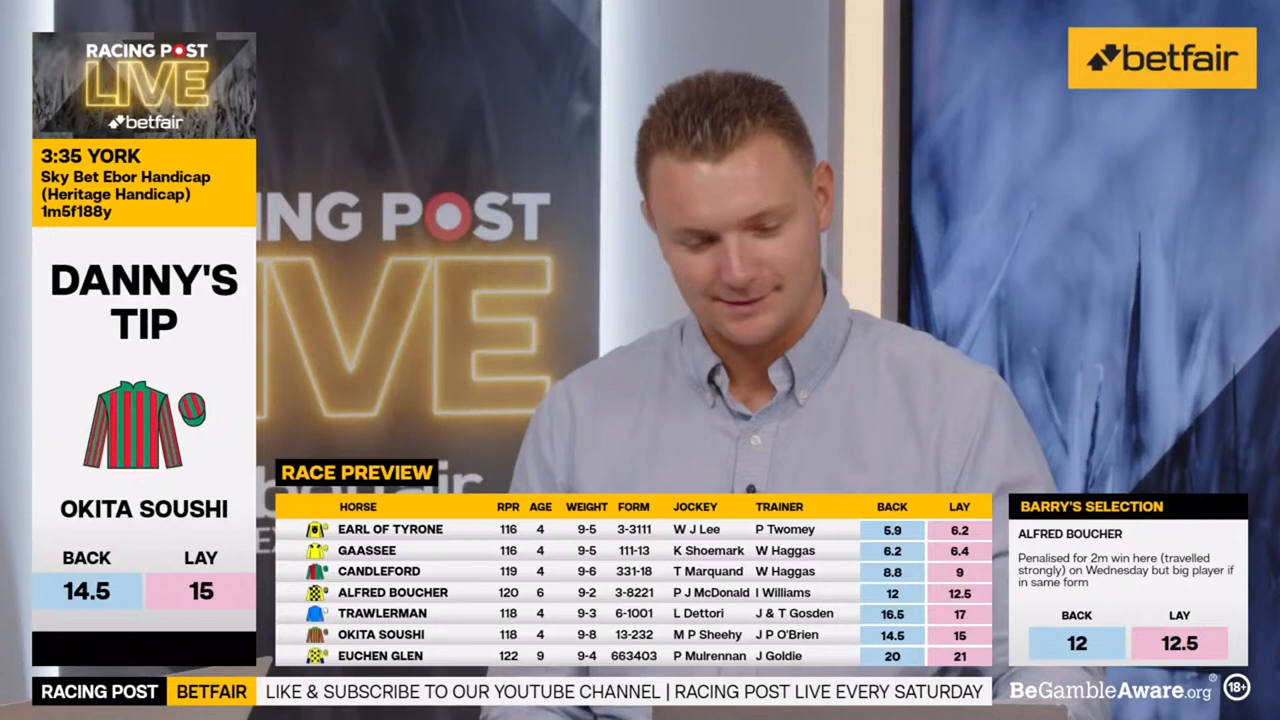 RACING POST
LIVE
betfair
3:35 YORK
Sky Bet Ebor Handicap
(Heritage Handicap)
1m5f188y
DANNY'S
TIP
OKITA SOUSHI
BACK LAY
14.5 15
betfair
ING POST
IVE
RACE PREVIEW
HORSE RPR AGE WEIGHT FORM JOCKEY TRAINER BACK LAY
EARL OF TYRONE 116 4 9-5 3-3111 W J Lee P Twomey 5.9 6.2
GAASSEE 116 4 9-5 111-13 K Shoemark W Haggas 6.2 6.4
CANDLEFORD 119 4 9-6 331-18 T Marquand W Haggas 8.8 9
ALFRED BOUCHER 120 6 9-2 3-8221 P J McDonald I Williams 12 12.5
TRAWLERMAN 118 4 9-3 6-1001 L Dettori J & T Gosden 16.5 17
OKITA SOUSHI 118 4 9-8 13-232 M P Sheehy J P O'Brien 14.5 15
EUCHEN GLEN 122 9 9-4 663403 P Mulrennan J Goldie 20 21
BARRY'S SELECTION
ALFRED BOUCHER
Penalised for 2m win here (travelled
strongly) on Wednesday but big player if
in same form
BACK LAY
12 12.5
RACING POST BETFAIR LIKE & SUBSCRIBE TO OUR YOUTUBE CHANNEL | RACING POST LIVE EVERY SATURDAY
BeGambleAware.org® 18+